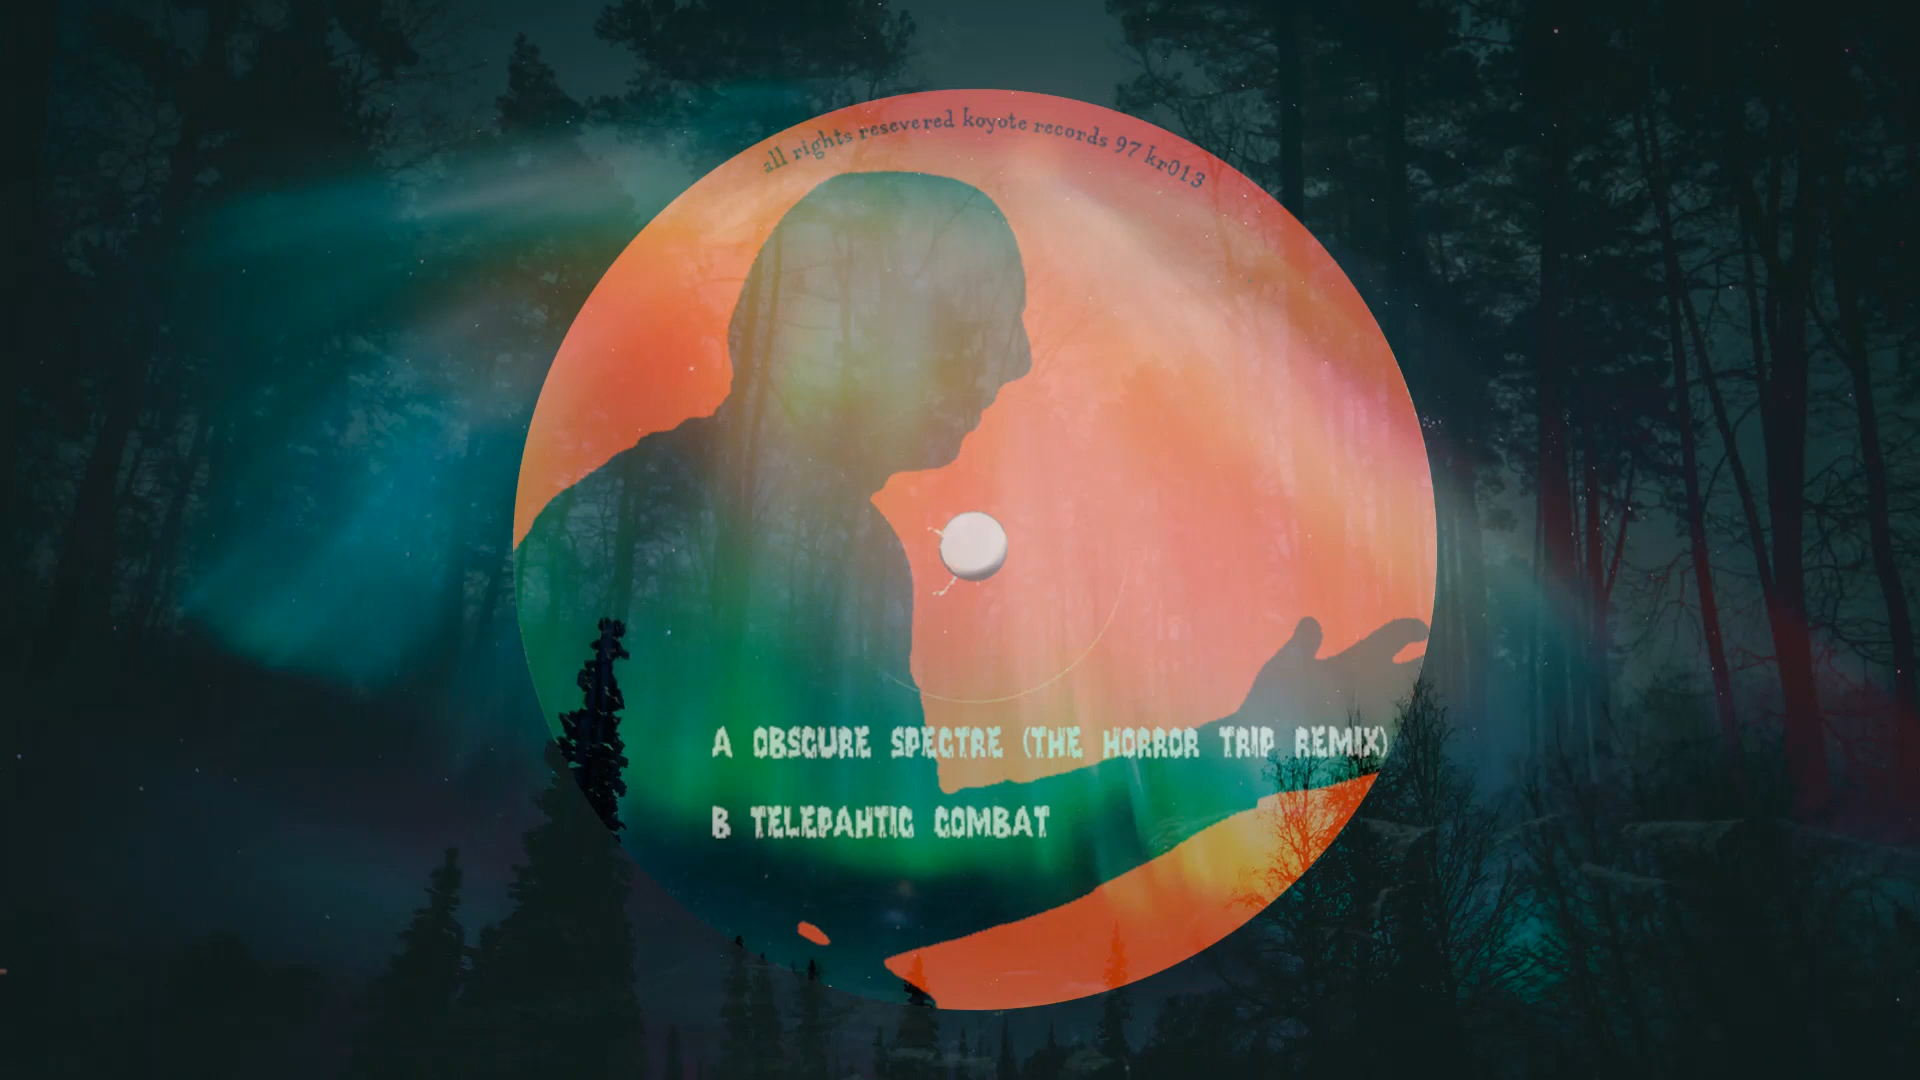 all rights resevered koyote records 97 kr013
A OBSCURE SPECTRE (THE HORROR TRIP REMIX)
B TELEPAHTIC COMBAT